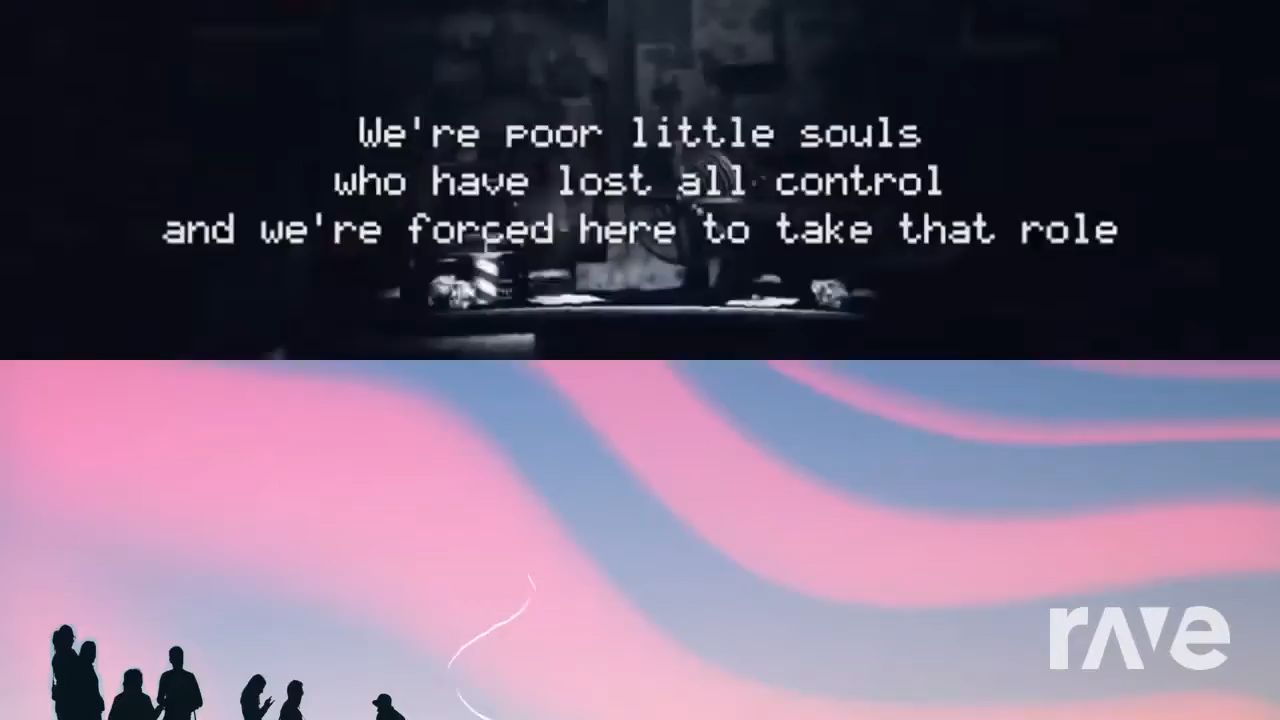 We're poor little souls
who have lost all control
and we're forced here to take that role
rave